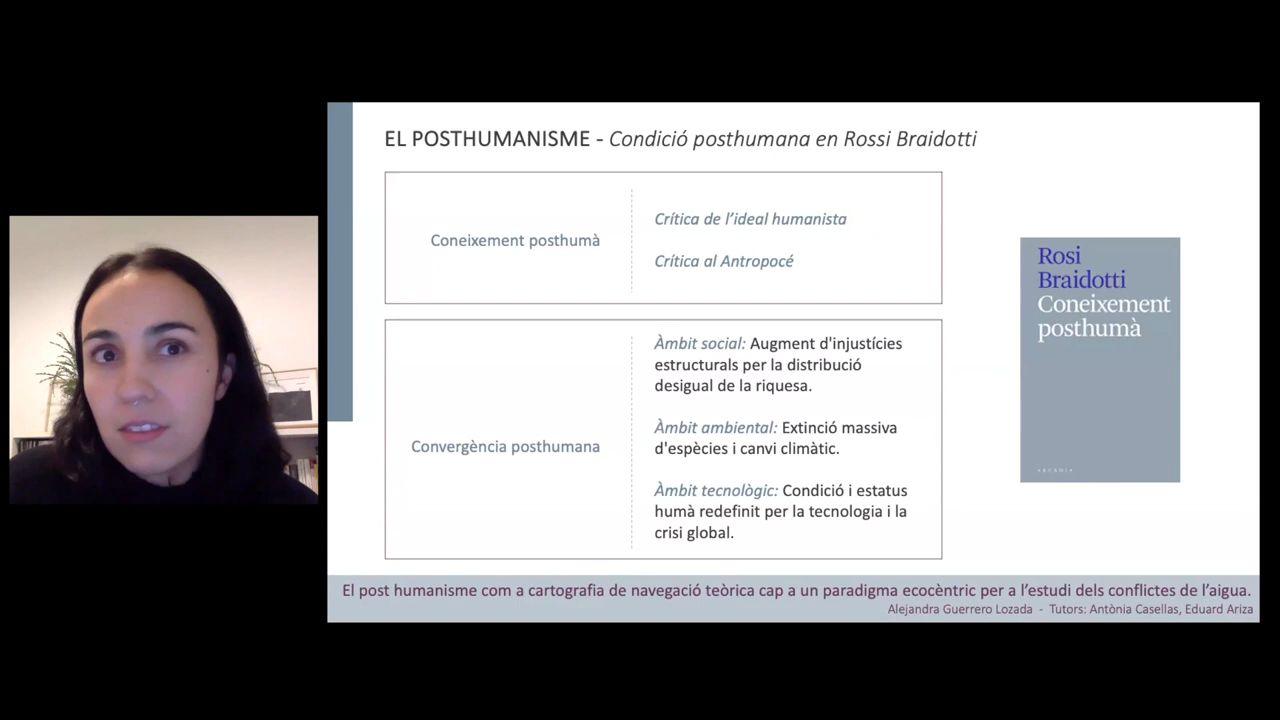 EL POSTHUMANISME - Condició posthumana en Rossi Braidotti
Coneixement posthumà
Crítica de l’ideal humanista
Crítica al Antropocé
Convergència posthumana
Àmbit social: Augment d'injustícies
estructurals per la distribució
desigual de la riquesa.
Àmbit ambiental: Extinció massiva
d'espècies i canvi climàtic.
Àmbit tecnològic: Condició i estatus
humà redefinit per la tecnologia i la
crisi global.
Rosi
Braidotti
Coneixement
posthumà
ARCÀDIA
El post humanisme com a cartografia de navegació teòrica cap a un paradigma ecocèntric per a l’estudi dels conflictes de l’aigua.
Alejandra Guerrero Lozada - Tutors: Antònia Casellas, Eduard Ariza